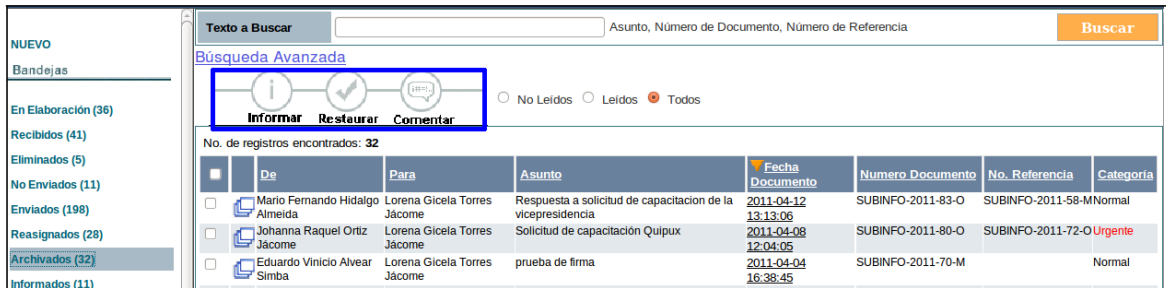 Texto a Buscar Asunto, Número de Documento, Número de Referencia Buscar
NUEVO
Búsqueda Avanzada
Bandejas
No Leídos Leídos Todos
Informar Restaurar Comentar
En Elaboración (36)
Recibidos (41)
No. de registros encontrados: 32
Eliminados (5)
No Enviados (11)
Enviados (198)
Reasignados (28)
Archivados (32)
Informados (11)
De Para Asunto Fecha Documento Numero Documento No. Referencia Categoría
Mario Fernando Hidalgo Lorena Gicela Torres Respuesta a solicitud de capacitacion de la 2011-04-12 SUBINFO-2011-83-O SUBINFO-2011-58-M Normal
Almeida Jácome vicepresidencia 13:13:06
Johanna Raquel Ortiz Lorena Gicela Torres Solicitud de capacitación Quipux 2011-04-08 SUBINFO-2011-80-O SUBINFO-2011-72-O Urgente
Jácome Jácome 12:04:05
Eduardo Vinicio Alvear Lorena Gicela Torres prueba de firma 2011-04-04 SUBINFO-2011-70-M Normal
Simba Jácome 16:38:45